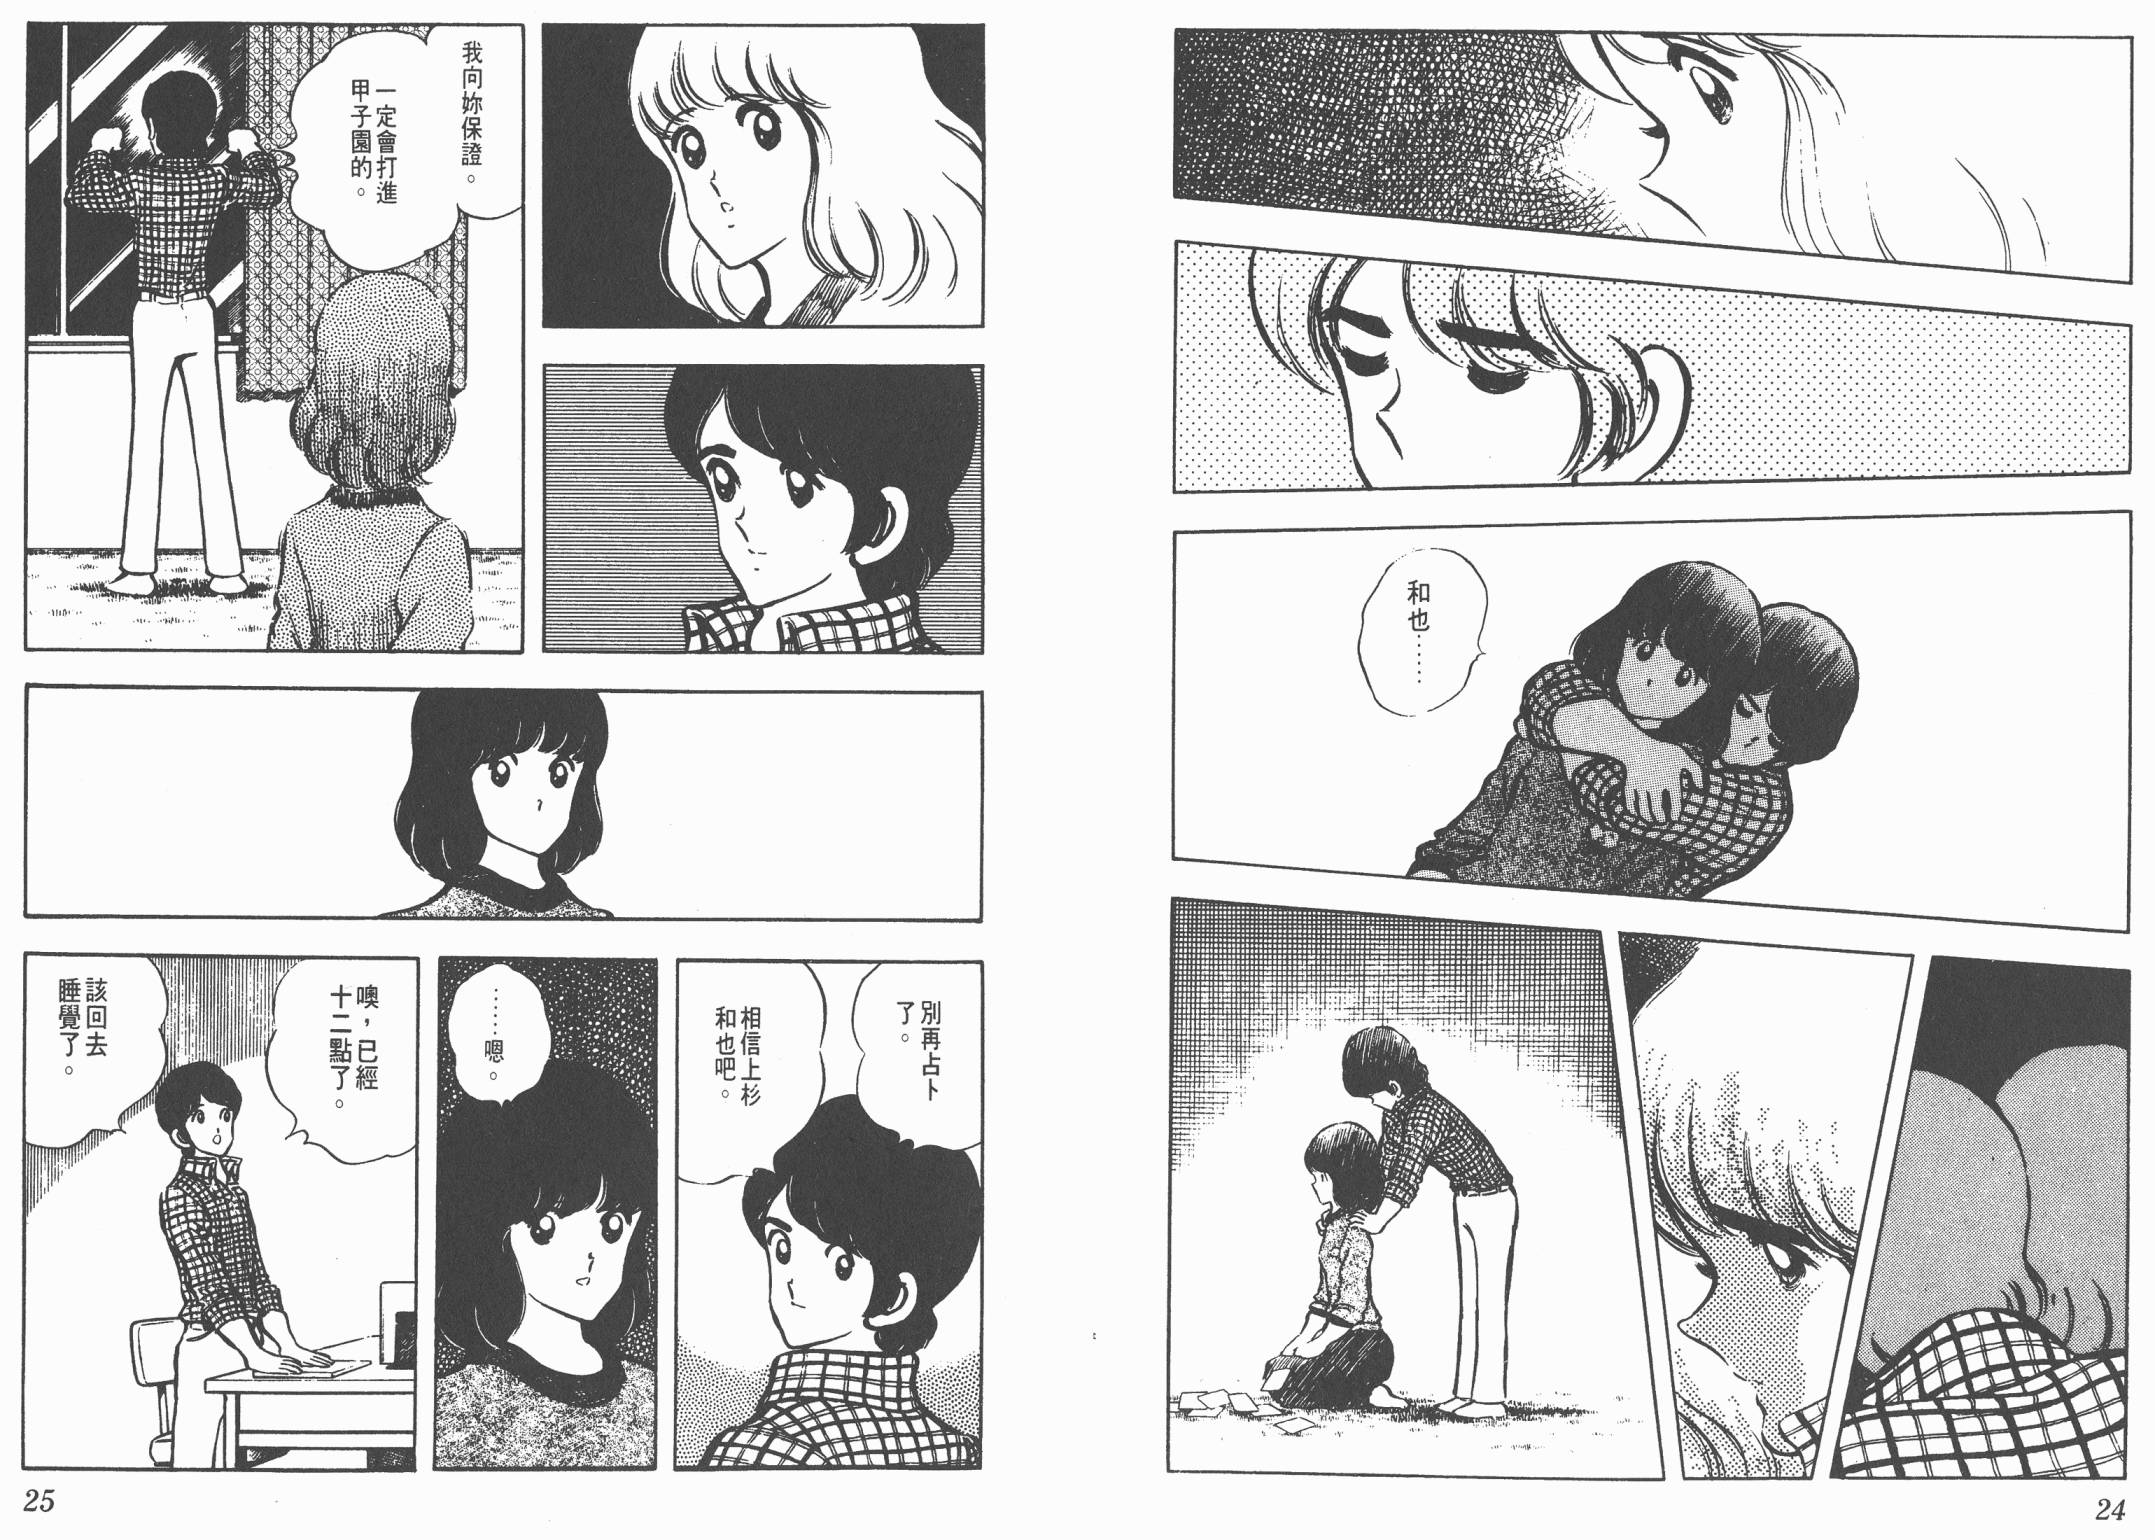 和也……
24
我向妳保證。
一定會打進
甲子園的。
別再占卜
了。
相信上杉
和也吧。
……嗯。
噢，已經
十二點了。
該回去
睡覺了。
25